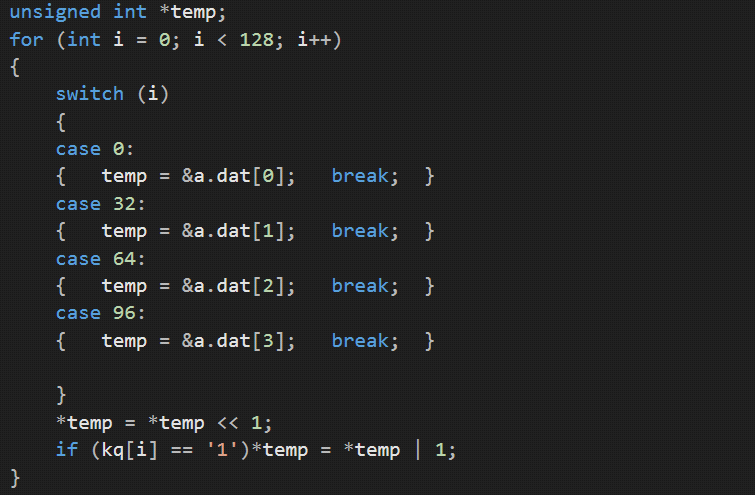 unsigned int *temp;
for (int i = 0; i < 128; i++)
{
    switch (i)
    {
    case 0:
    {   temp = &a.dat[0];   break;  }
    case 32:
    {   temp = &a.dat[1];   break;  }
    case 64:
    {   temp = &a.dat[2];   break;  }
    case 96:
    {   temp = &a.dat[3];   break;  }

    }
    *temp = *temp << 1;
    if (kq[i] == '1')*temp = *temp | 1;
}